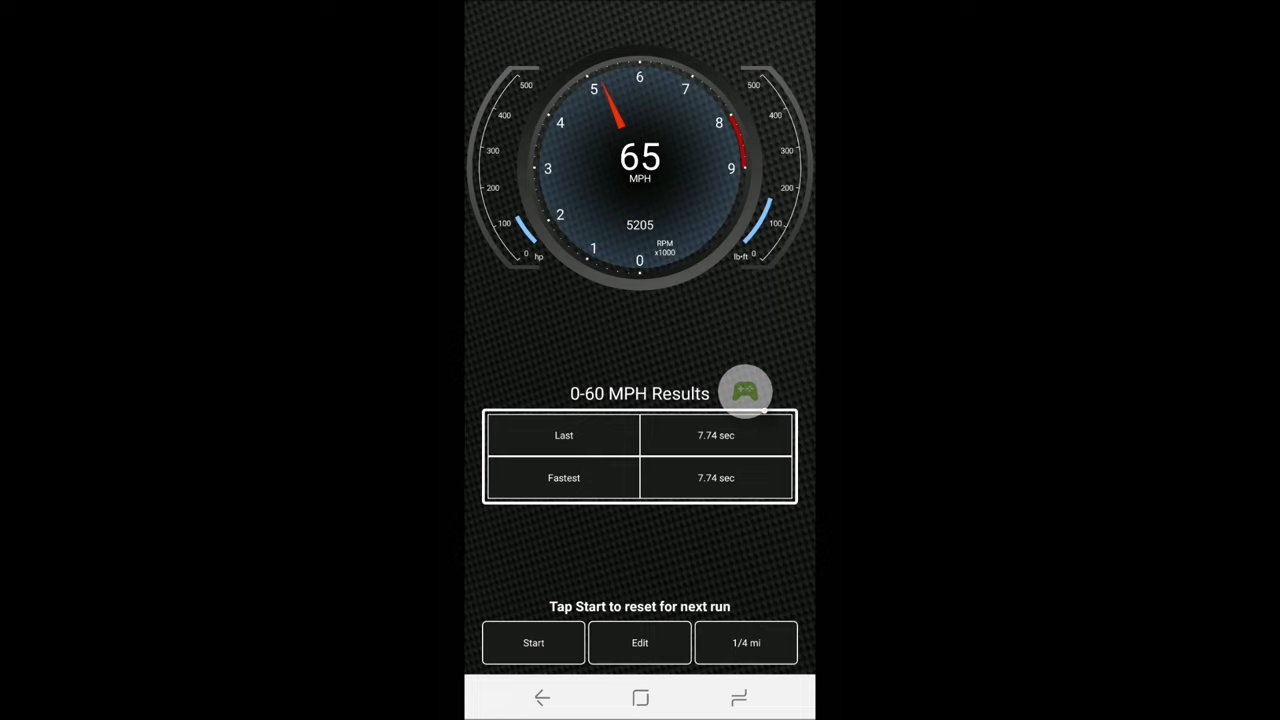 6
5
7
4
8
3
9
2
1
0
65
MPH
5205
RPM
x1000
500
400
300
200
100
0
hp
500
400
300
200
100
0
lb•ft
0-60 MPH Results
Last 7.74 sec
Fastest 7.74 sec
Tap Start to reset for next run
Start Edit 1/4 mi